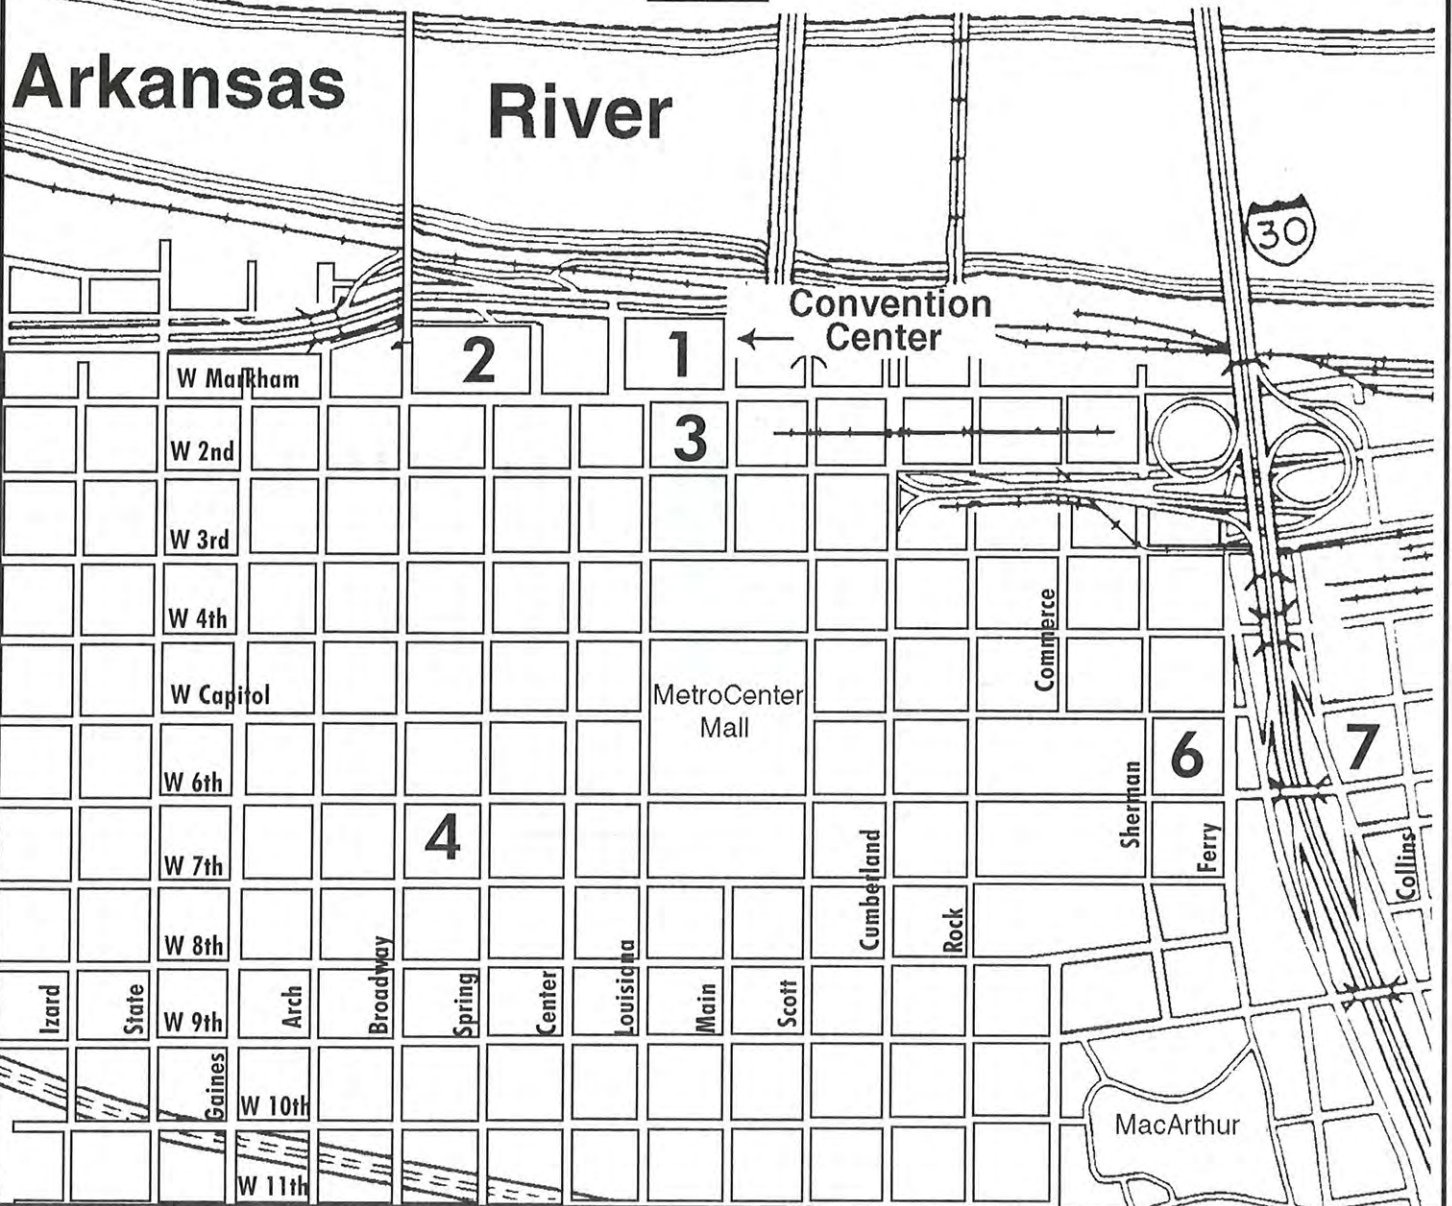 Arkansas
River
30
Convention
Center
2
1
W Markham
3
W 2nd
W 3rd
W 4th
Commerce
W Capitol
MetroCenter
Mall
6
7
W 6th
Sherman
4
W 7th
Ferry
Collins
Cumberland
Rock
W 8th
Broadway
Louisiana
Izard
State
W 9th
Arch
Spring
Center
Main
Scott
Gaines
W 10th
MacArthur
W 11th